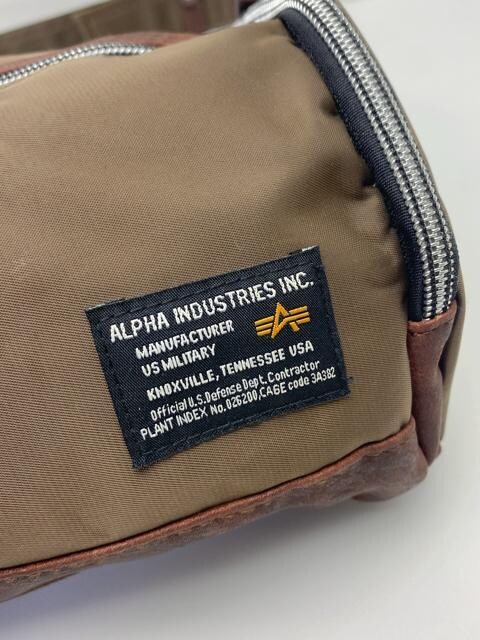 ALPHA INDUSTRIES INC.
MANUFACTURER
US MILITARY
KNOXVILLE, TENNESSEE USA
Official U.S. Defense Dept. Contractor
PLANT INDEX No. 026200, CAGE code 3A382